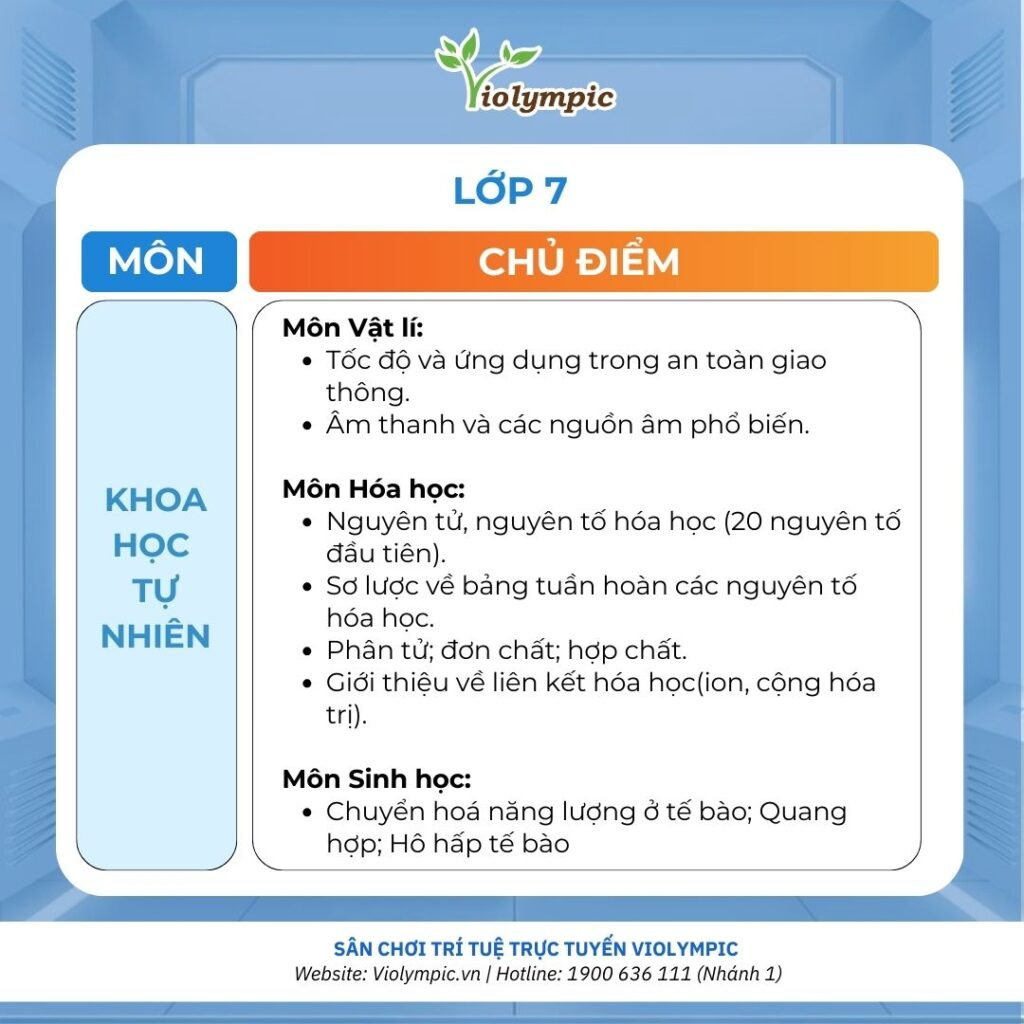 Violympic
LỚP 7
MÔN
CHỦ ĐIỂM
KHOA
HỌC
TỰ
NHIÊN
Môn Vật lí:
• Tốc độ và ứng dụng trong an toàn giao
thông.
• Âm thanh và các nguồn âm phổ biến.
Môn Hóa học:
• Nguyên tử, nguyên tố hóa học (20 nguyên tố
đầu tiên).
• Sơ lược về bảng tuần hoàn các nguyên tố
hóa học.
• Phân tử; đơn chất; hợp chất.
• Giới thiệu về liên kết hóa học(ion, cộng hóa
trị).
Môn Sinh học:
• Chuyển hoá năng lượng ở tế bào; Quang
hợp; Hô hấp tế bào
SÂN CHƠI TRÍ TUỆ TRỰC TUYẾN VIOLYMPIC
Website: Violympic.vn | Hotline: 1900 636 111 (Nhánh 1)